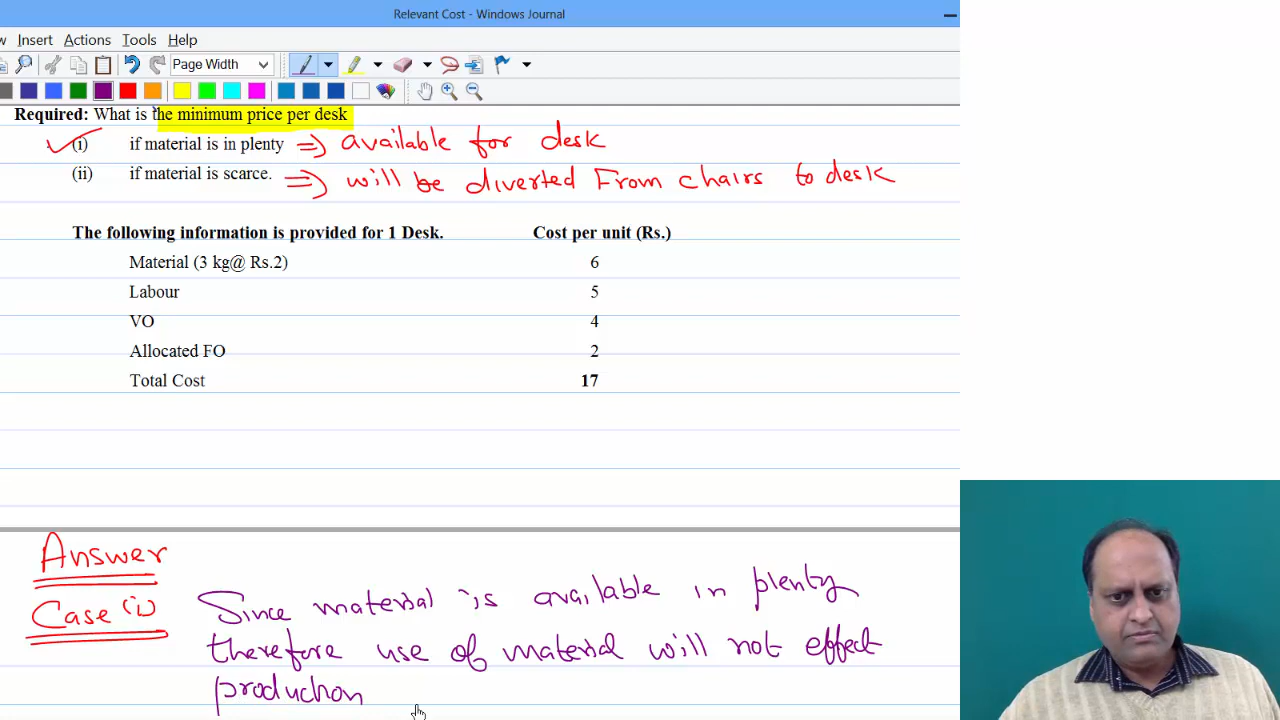 Relevant Cost - Windows Journal
Insert Actions Tools Help
Page Width
Required: What is the minimum price per desk
(i) if material is in plenty ⇒ available for desk
(ii) if material is scarce. ⇒ will be diverted From chairs to desk
The following information is provided for 1 Desk. Cost per unit (Rs.)
Material (3 kg@ Rs.2) 6
Labour 5
VO 4
Allocated FO 2
Total Cost 17
Answer
Case (i) Since material is available in plenty
therefore use of material will not effect
production